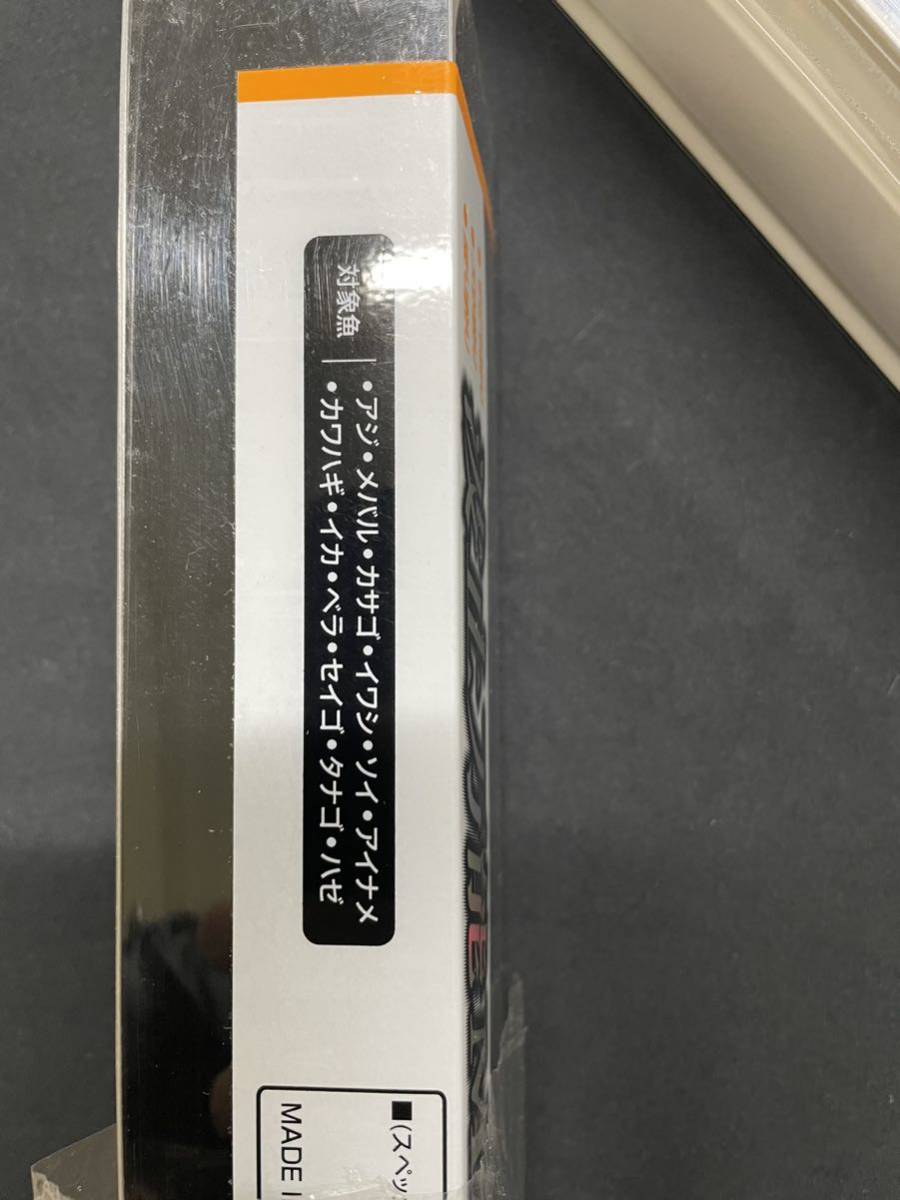 対象魚
•アジ•メバル•カサゴ•イワシ•ソイ•アイナメ
•カワハギ•イカ•ベラ•セイゴ•タナゴ•ハゼ
■(スペッ
MADE I